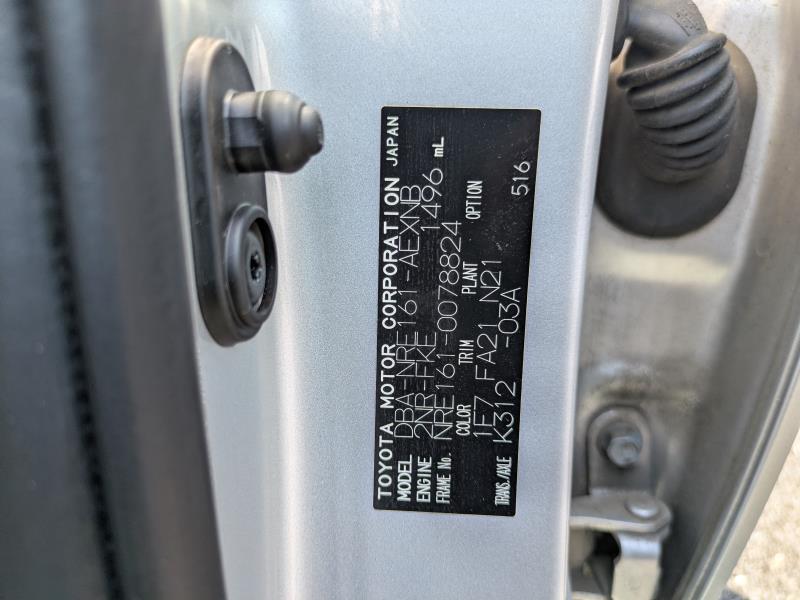 TOYOTA MOTOR CORPORATION JAPAN
MODEL DBA-NRE161-AEXNB
ENGINE 2NR-FKE 1496 mL
FRAME No. NRE161-0078824
COLOR TRIM PLANT OPTION
1F7 FA21 N21
TRANS./AXLE K312 -03A 516